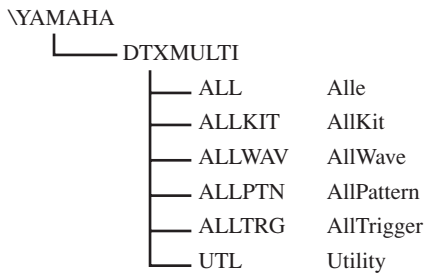 \YAMAHA
DTXMULTI
ALL Alle
ALLKIT AllKit
ALLWAV AllWave
ALLPTN AllPattern
ALLTRG AllTrigger
UTL Utility